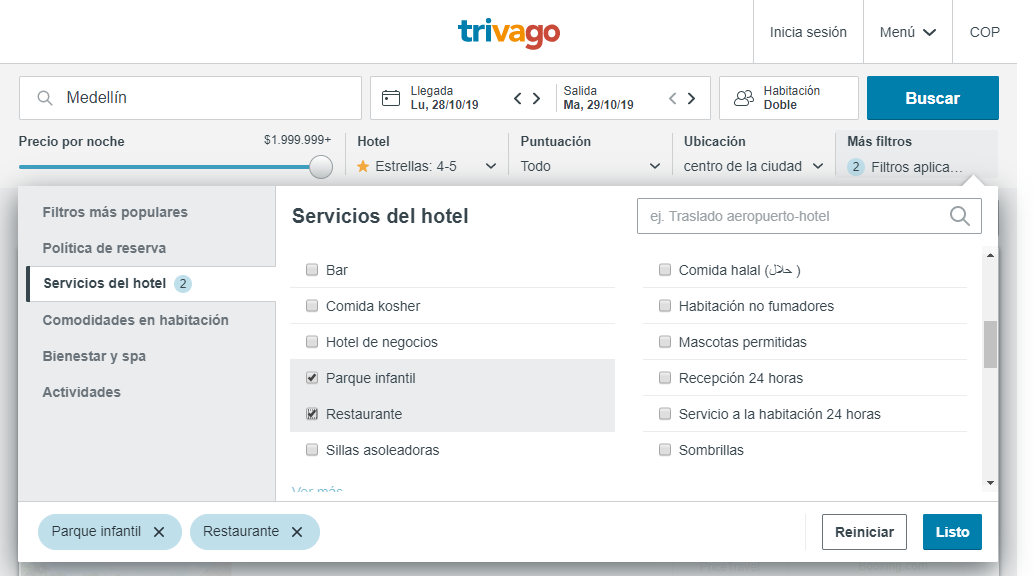 trivago
Inicia sesión
Menú
COP
Medellín
Llegada
Lu, 28/10/19
Salida
Ma, 29/10/19
Habitación
Doble
Buscar
Precio por noche
$1.999.999+
Hotel
Estrellas: 4-5
Puntuación
Todo
Ubicación
centro de la ciudad
Más filtros
2 Filtros aplica...
Filtros más populares
Política de reserva
Servicios del hotel 2
Comodidades en habitación
Bienestar y spa
Actividades
Servicios del hotel
ej. Traslado aeropuerto-hotel
Bar
Comida kosher
Hotel de negocios
Parque infantil
Restaurante
Sillas asoleadoras
Ver más
Comida halal (حلال )
Habitación no fumadores
Mascotas permitidas
Recepción 24 horas
Servicio a la habitación 24 horas
Sombrillas
Parque infantil
Restaurante
Reiniciar
Listo